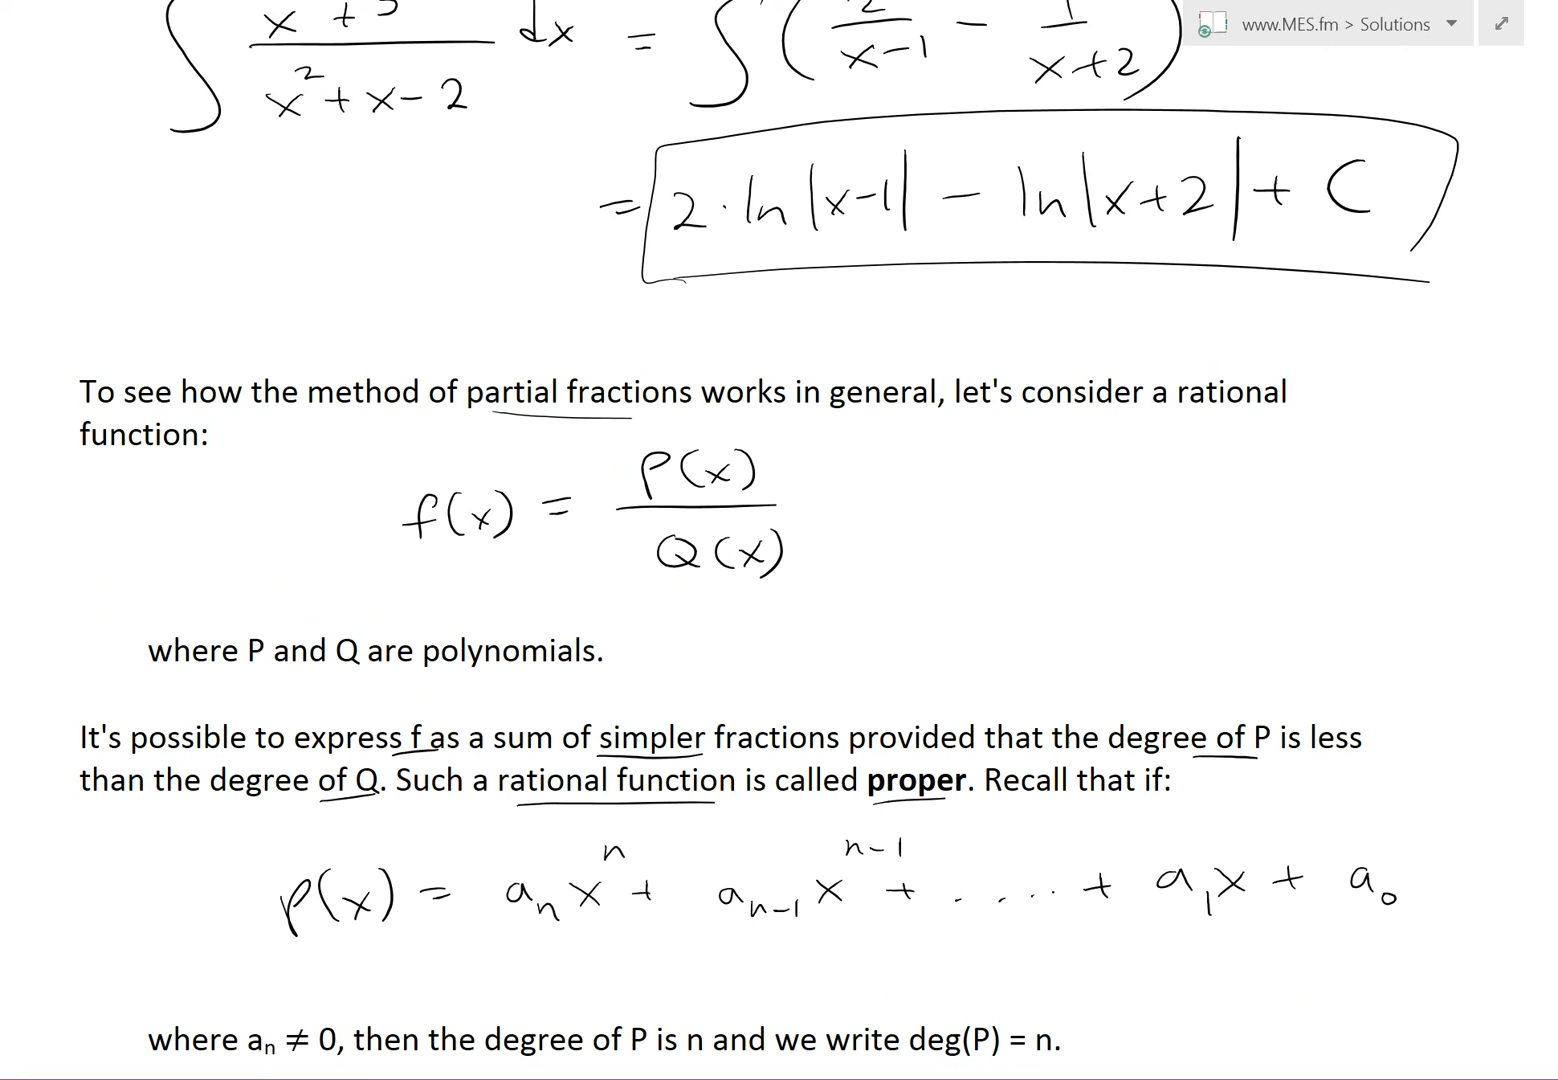 ∫ (x + 5)/(x² + x − 2) dx = ∫ (2/(x−1) − 1/(x+2))
www.MES.fm > Solutions
= 2·ln|x−1| − ln|x+2| + C
To see how the method of partial fractions works in general, let's consider a rational
function:
f(x) = P(x)/Q(x)
where P and Q are polynomials.
It's possible to express f as a sum of simpler fractions provided that the degree of P is less
than the degree of Q. Such a rational function is called proper. Recall that if:
P(x) = aₙxⁿ + aₙ₋₁xⁿ⁻¹ + ..... + a₁x + a₀
where aₙ ≠ 0, then the degree of P is n and we write deg(P) = n.